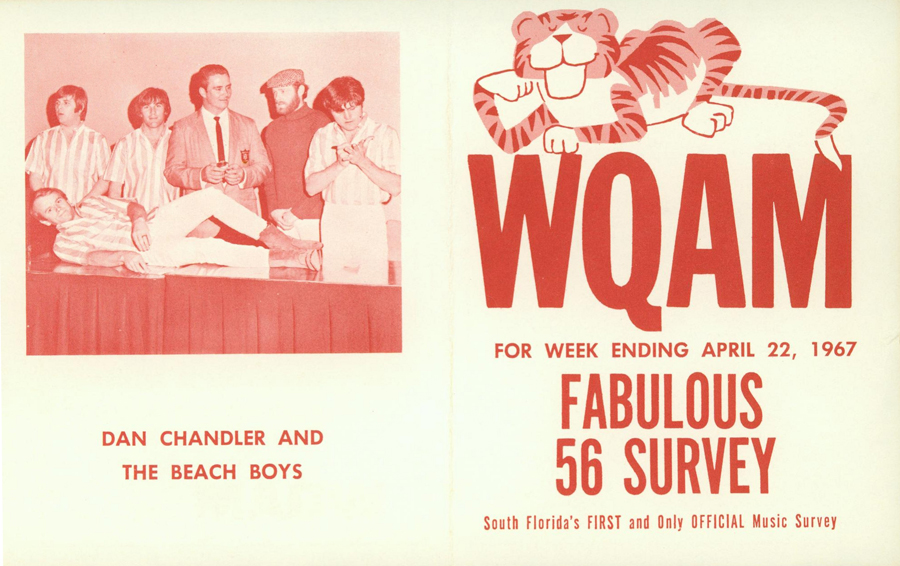 DAN CHANDLER AND
THE BEACH BOYS
WQAM
FOR WEEK ENDING APRIL 22, 1967
FABULOUS
56 SURVEY
South Florida's FIRST and Only OFFICIAL Music Survey